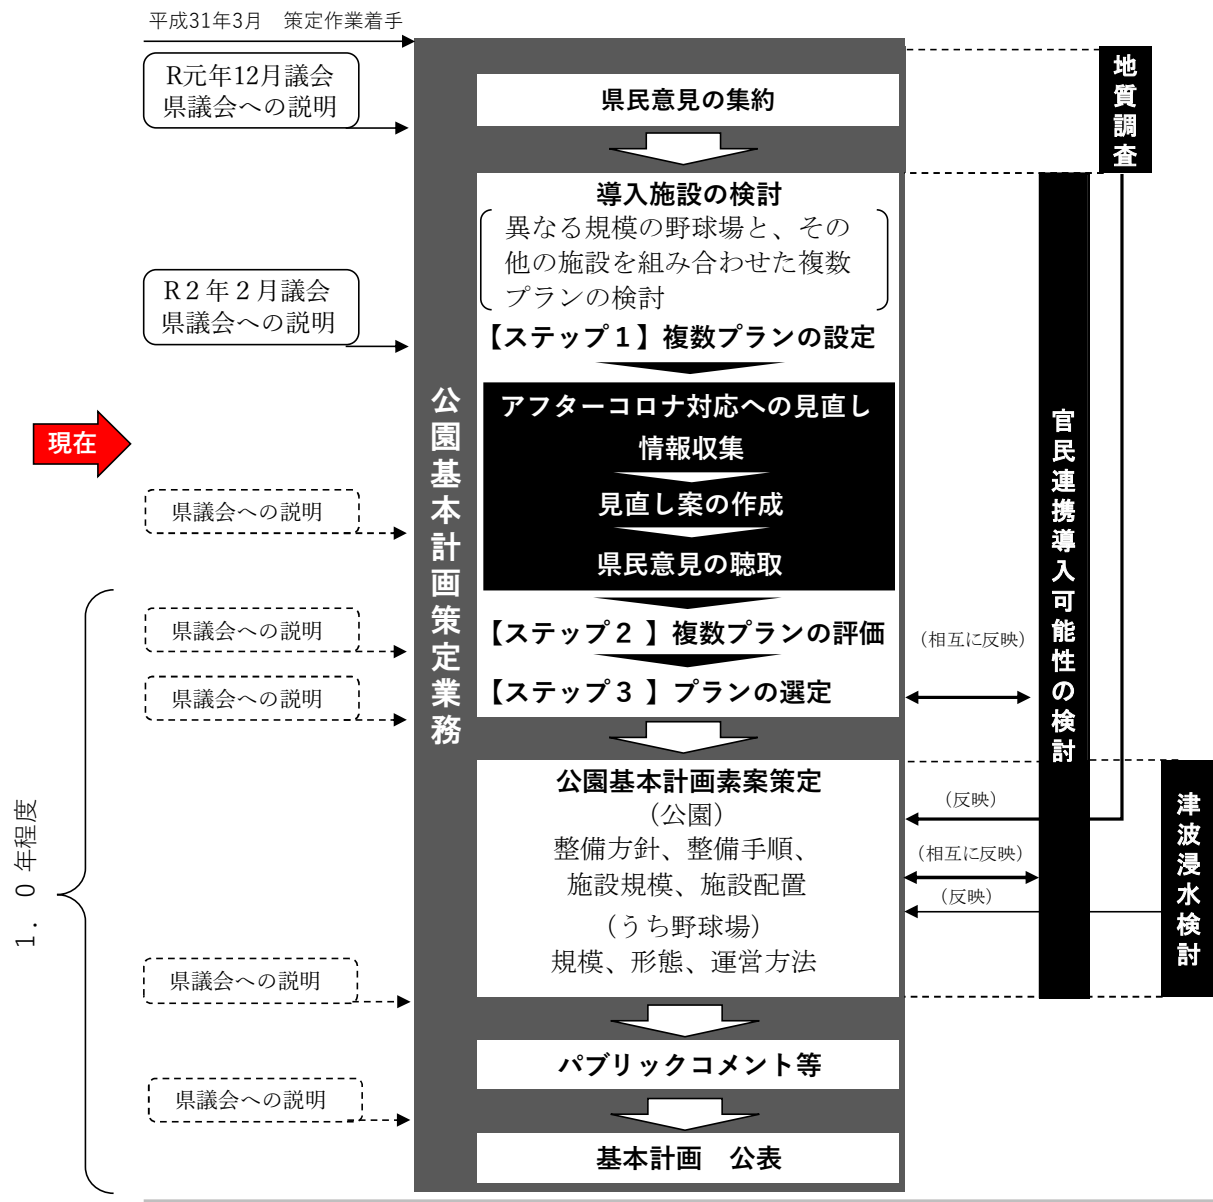 平成31年3月　策定作業着手
R元年12月議会
県議会への説明
R２年２月議会
県議会への説明
現在
県議会への説明
県議会への説明
県議会への説明
県議会への説明
県議会への説明
１．０年程度
公園基本計画策定業務
県民意見の集約
導入施設の検討
異なる規模の野球場と、その
他の施設を組み合わせた複数
プランの検討
【ステップ１】複数プランの設定
アフターコロナ対応への見直し
情報収集
見直し案の作成
県民意見の聴取
【ステップ２】複数プランの評価
【ステップ３】プランの選定
公園基本計画素案策定
（公園）
整備方針、整備手順、
施設規模、施設配置
（うち野球場）
規模、形態、運営方法
パブリックコメント等
基本計画　公表
（相互に反映）
（反映）
（相互に反映）
（反映）
地質調査
官民連携導入可能性の検討
津波浸水検討